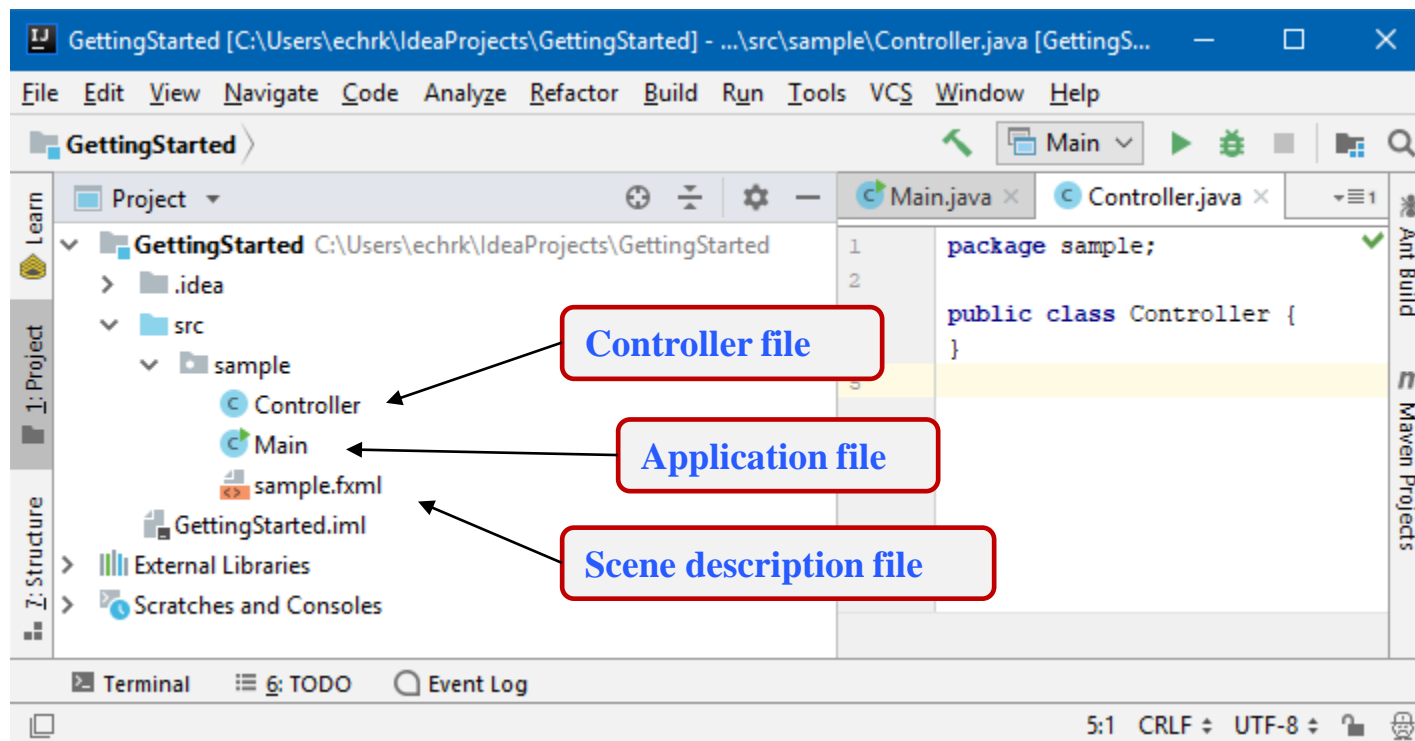 IJ GettingStarted [C:\Users\echrk\IdeaProjects\GettingStarted] - ...\src\sample\Controller.java [GettingS...
File Edit View Navigate Code Analyze Refactor Build Run Tools VCS Window Help
GettingStarted Main
Learn
1: Project
7: Structure
Project
GettingStarted C:\Users\echrk\IdeaProjects\GettingStarted
.idea
src
sample
Controller
Main
sample.fxml
GettingStarted.iml
External Libraries
Scratches and Consoles
Controller file
Application file
Scene description file
Main.java Controller.java 1
1 package sample;
2
public class Controller {
}
5
Ant Build
m Maven Projects
Terminal 6: TODO Event Log
5:1 CRLF UTF-8